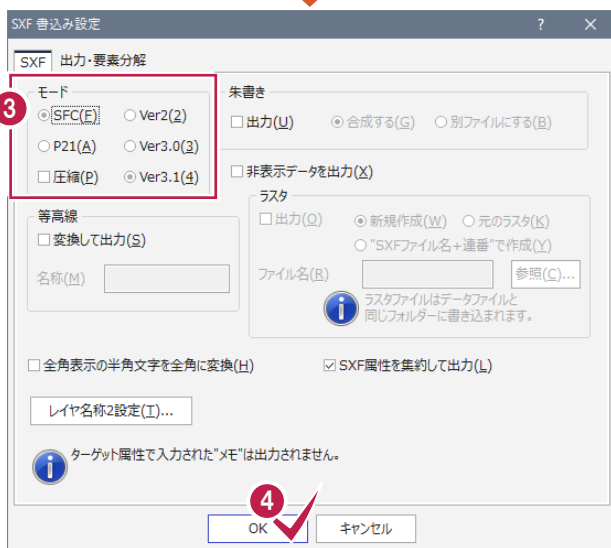 SXF 書込み設定 ? ×
SXF 出力・要素分解
3
モード
SFC(F) Ver2(2)
P21(A) Ver3.0(3)
圧縮(P) Ver3.1(4)
朱書き
出力(U) 合成する(G) 別ファイルにする(B)
非表示データを出力(X)
等高線
変換して出力(S)
名称(M)
ラスタ
出力(O) 新規作成(W) 元のラスタ(K)
"SXFファイル名+連番"で作成(Y)
ファイル名(R) 参照(C)...
ラスタファイルはデータファイルと
同じフォルダーに書き込まれます。
全角表示の半角文字を全角に変換(H) SXF属性を集約して出力(L)
レイヤ名称2設定(T)...
ターゲット属性で入力された"メモ"は出力されません。
4
OK キャンセル